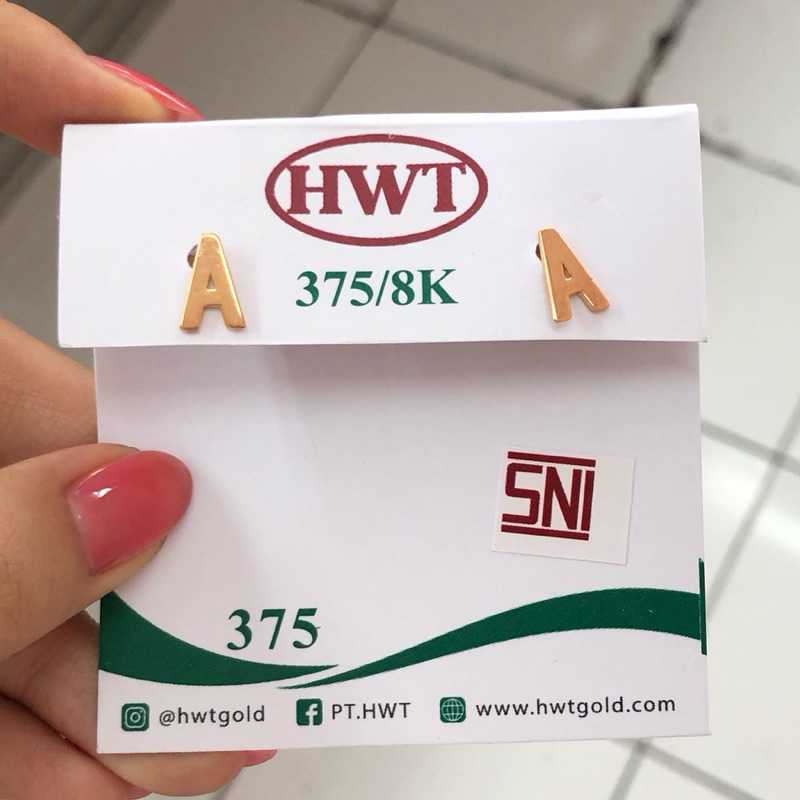 HWT
A
375/8K
A
SNI
375
@hwtgold
PT.HWT
www.hwtgold.com